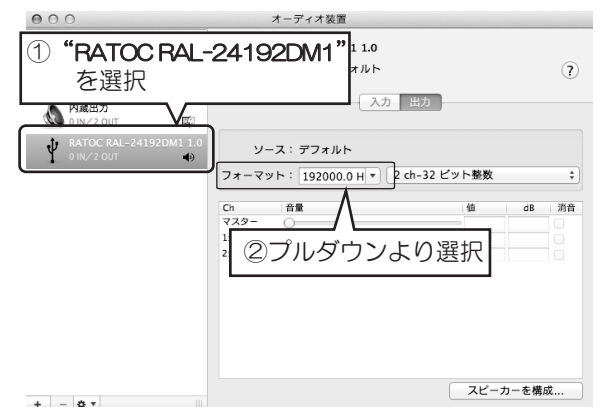 オーディオ装置
① “RATOC RAL-24192DM1”
を選択
1 1.0
ォルト
?
内蔵出力
0 IN/2 OUT
入力 出力
RATOC RAL-24192DM1 1.0
0 IN/2 OUT
ソース： デフォルト
フォーマット： 192000.0 H 2 ch-32 ビット整数
Ch 音量 値 dB 消音
マスター
1:
2:
②プルダウンより選択
スピーカーを構成...
+ −